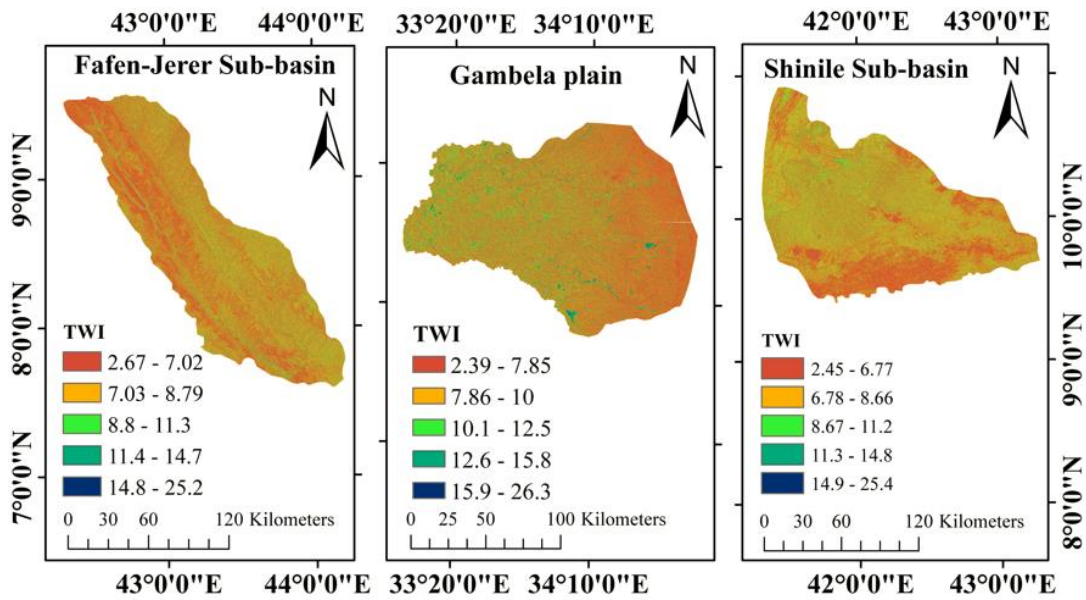 43°0'0"E 44°0'0"E
33°20'0"E 34°10'0"E
42°0'0"E 43°0'0"E
Fafen-Jerer Sub-basin
N
9°0'0"N
8°0'0"N
7°0'0"N
TWI
2.67 - 7.02
7.03 - 8.79
8.8 - 11.3
11.4 - 14.7
14.8 - 25.2
0 30 60 120 Kilometers
43°0'0"E 44°0'0"E
Gambela plain
N
TWI
2.39 - 7.85
7.86 - 10
10.1 - 12.5
12.6 - 15.8
15.9 - 26.3
0 25 50 100 Kilometers
33°20'0"E 34°10'0"E
Shinile Sub-basin
N
10°0'0"N
9°0'0"N
8°0'0"N
TWI
2.45 - 6.77
6.78 - 8.66
8.67 - 11.2
11.3 - 14.8
14.9 - 25.4
0 30 60 120 Kilometers
42°0'0"E 43°0'0"E